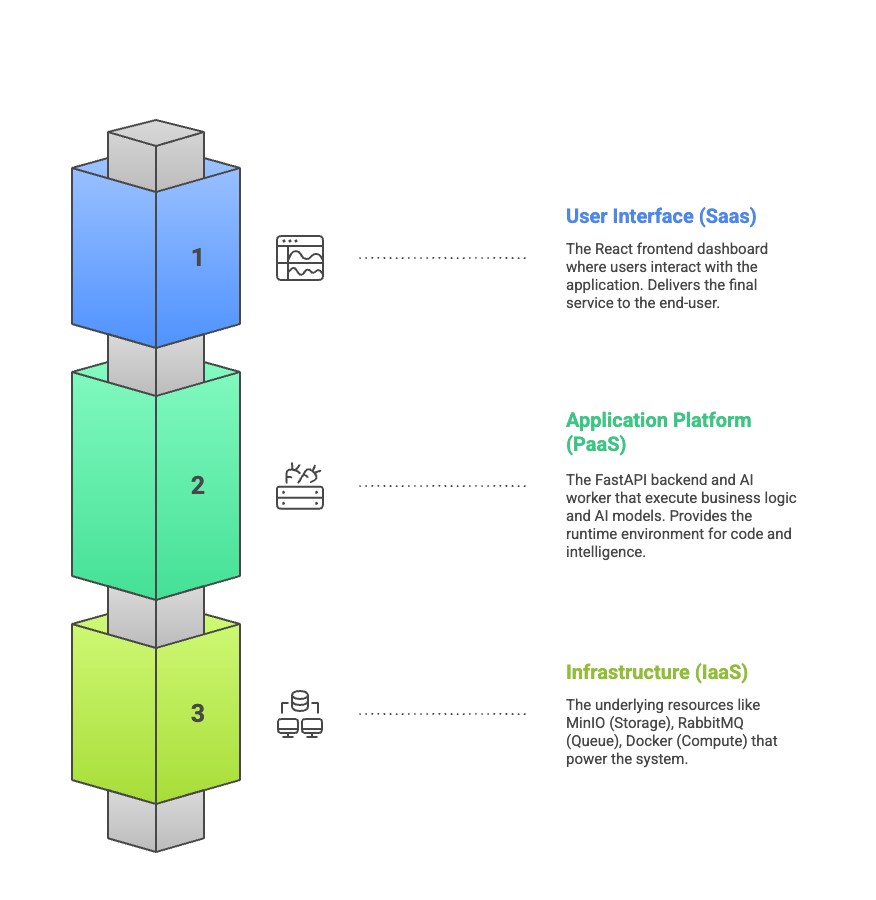 1
User Interface (Saas)
The React frontend dashboard
where users interact with the
application. Delivers the final
service to the end-user.
2
Application Platform
(PaaS)
The FastAPI backend and AI
worker that execute business logic
and AI models. Provides the
runtime environment for code and
intelligence.
3
Infrastructure (IaaS)
The underlying resources like
MinIO (Storage), RabbitMQ
(Queue), Docker (Compute) that
power the system.